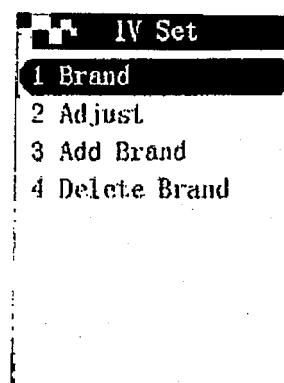 IV Set
1 Brand
2 Adjust
3 Add Brand
4 Delete Brand